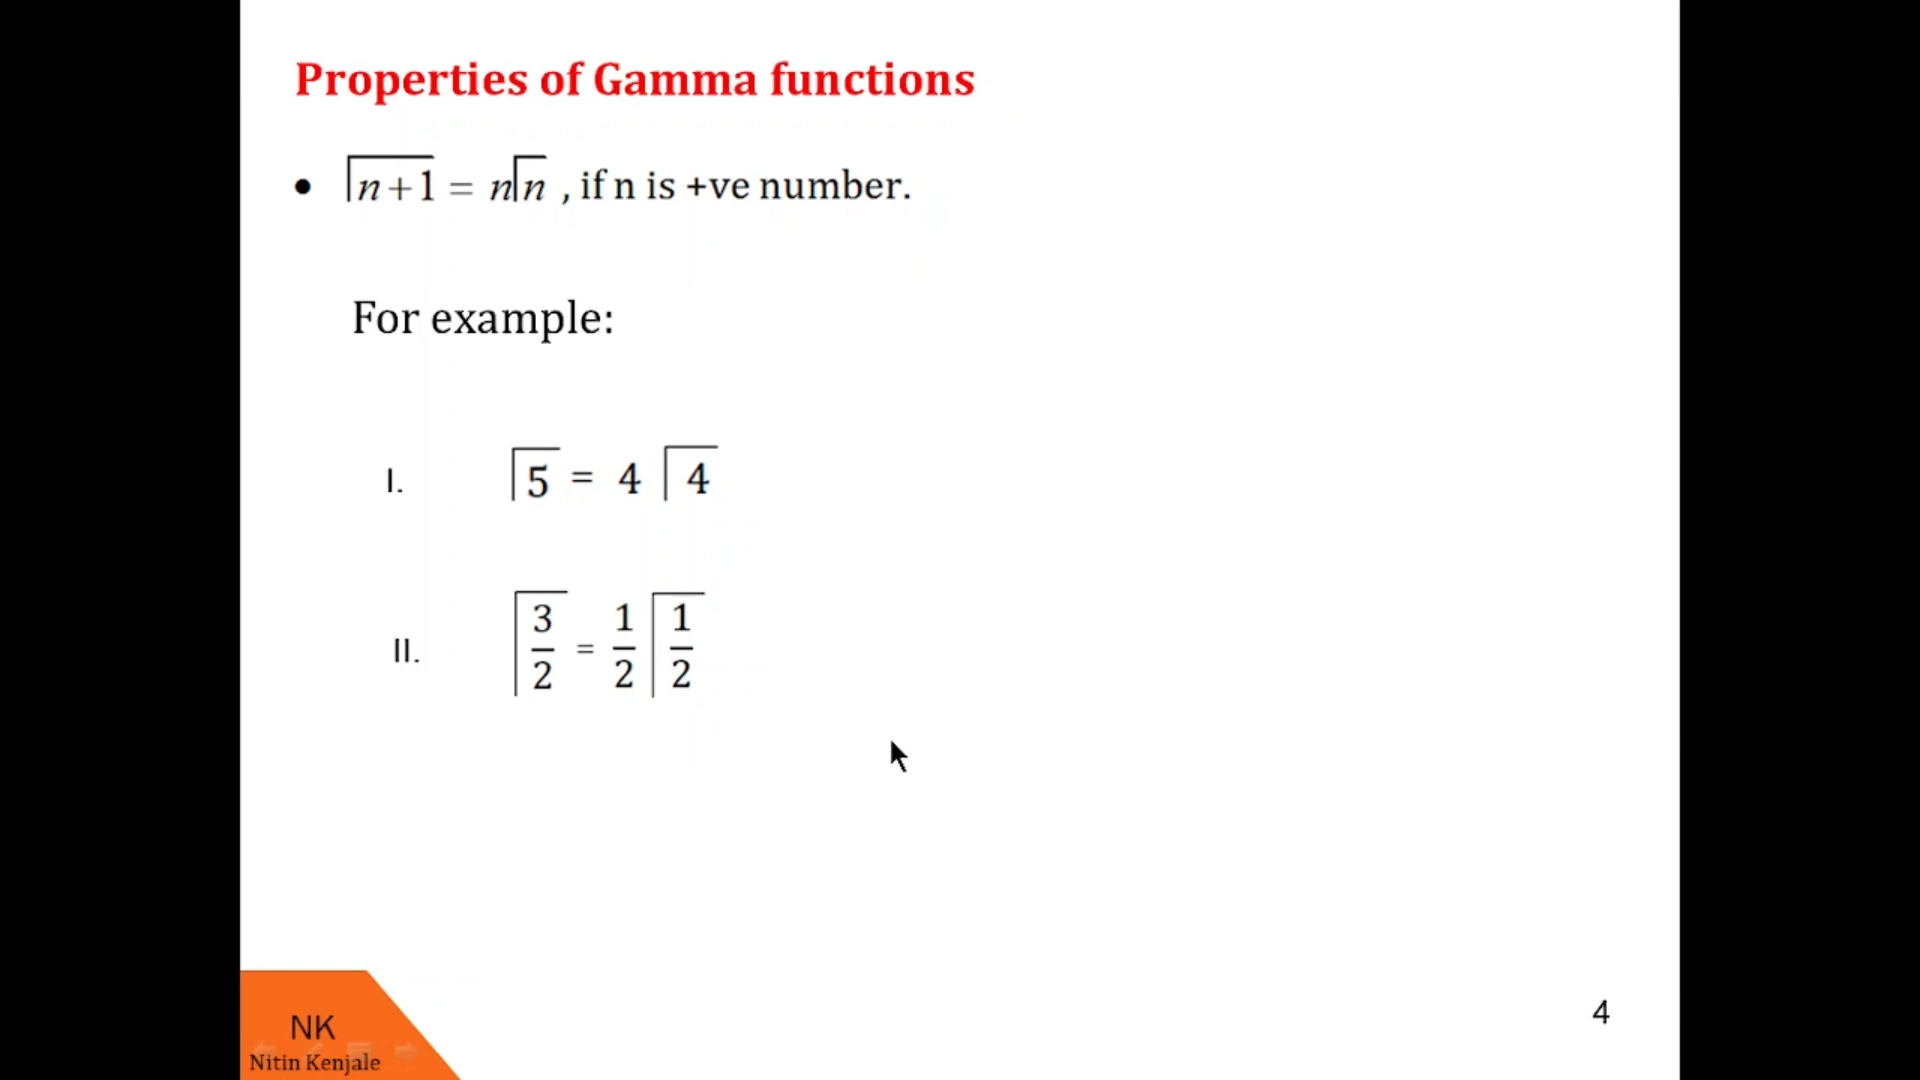 Properties of Gamma functions
• ⌈n+1 = n⌈n , if n is +ve number.
For example:
I. ⌈5 = 4 ⌈4
II. ⌈3/2 = 1/2 ⌈1/2
NK
Nitin Kenjale
4